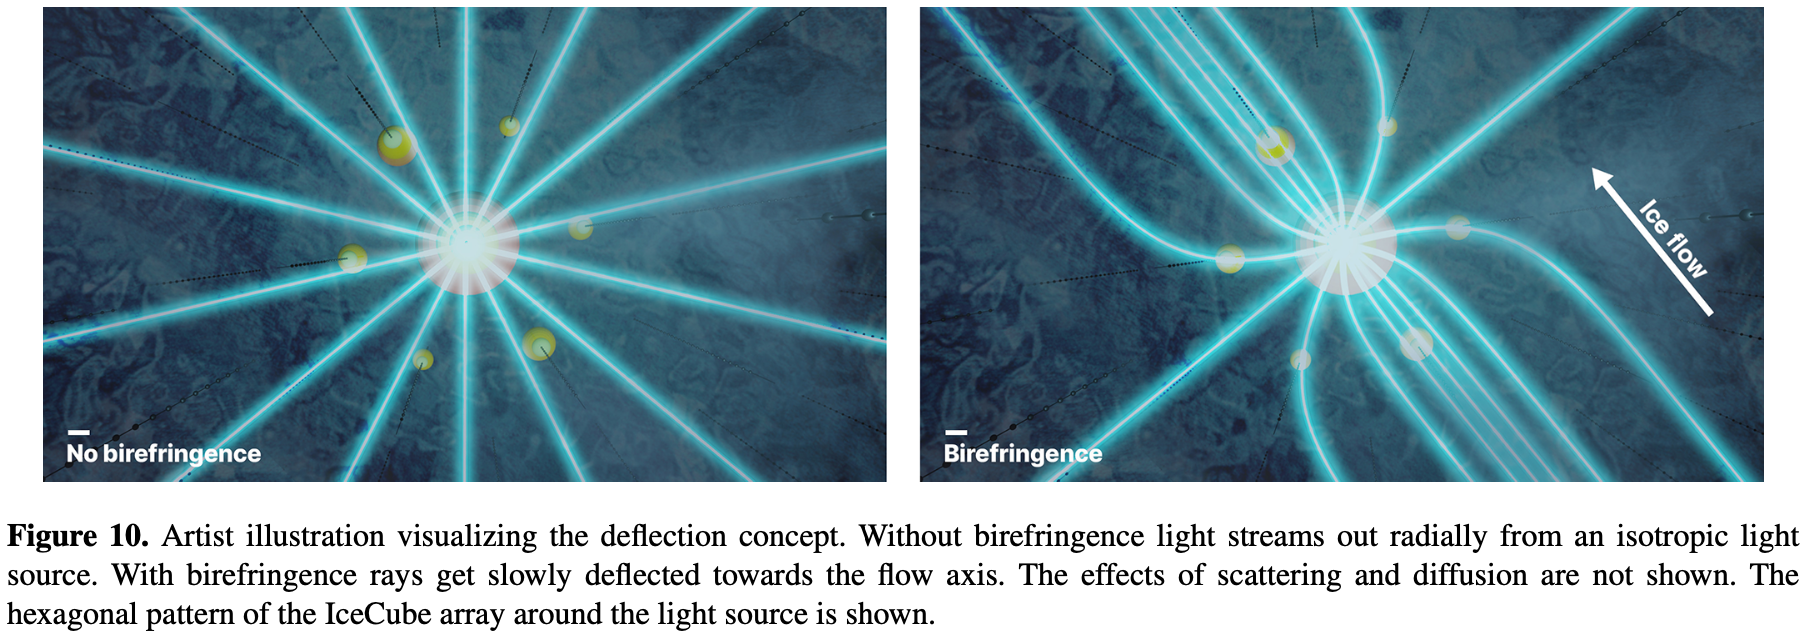 No birefringence
Birefringence
Ice flow
Figure 10. Artist illustration visualizing the deflection concept. Without birefringence light streams out radially from an isotropic light
source. With birefringence rays get slowly deflected towards the flow axis. The effects of scattering and diffusion are not shown. The
hexagonal pattern of the IceCube array around the light source is shown.